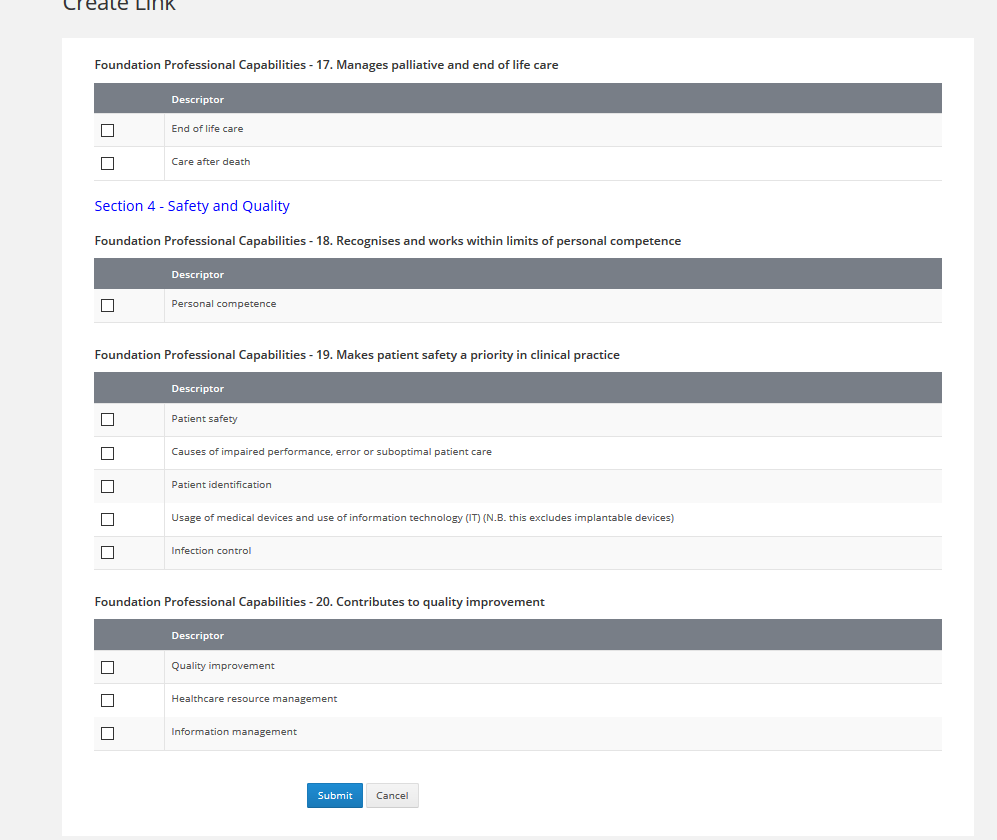 Create Link
Foundation Professional Capabilities - 17. Manages palliative and end of life care
Descriptor
End of life care
Care after death
Section 4 - Safety and Quality
Foundation Professional Capabilities - 18. Recognises and works within limits of personal competence
Descriptor
Personal competence
Foundation Professional Capabilities - 19. Makes patient safety a priority in clinical practice
Descriptor
Patient safety
Causes of impaired performance, error or suboptimal patient care
Patient identification
Usage of medical devices and use of information technology (IT) (N.B. this excludes implantable devices)
Infection control
Foundation Professional Capabilities - 20. Contributes to quality improvement
Descriptor
Quality improvement
Healthcare resource management
Information management
Submit Cancel